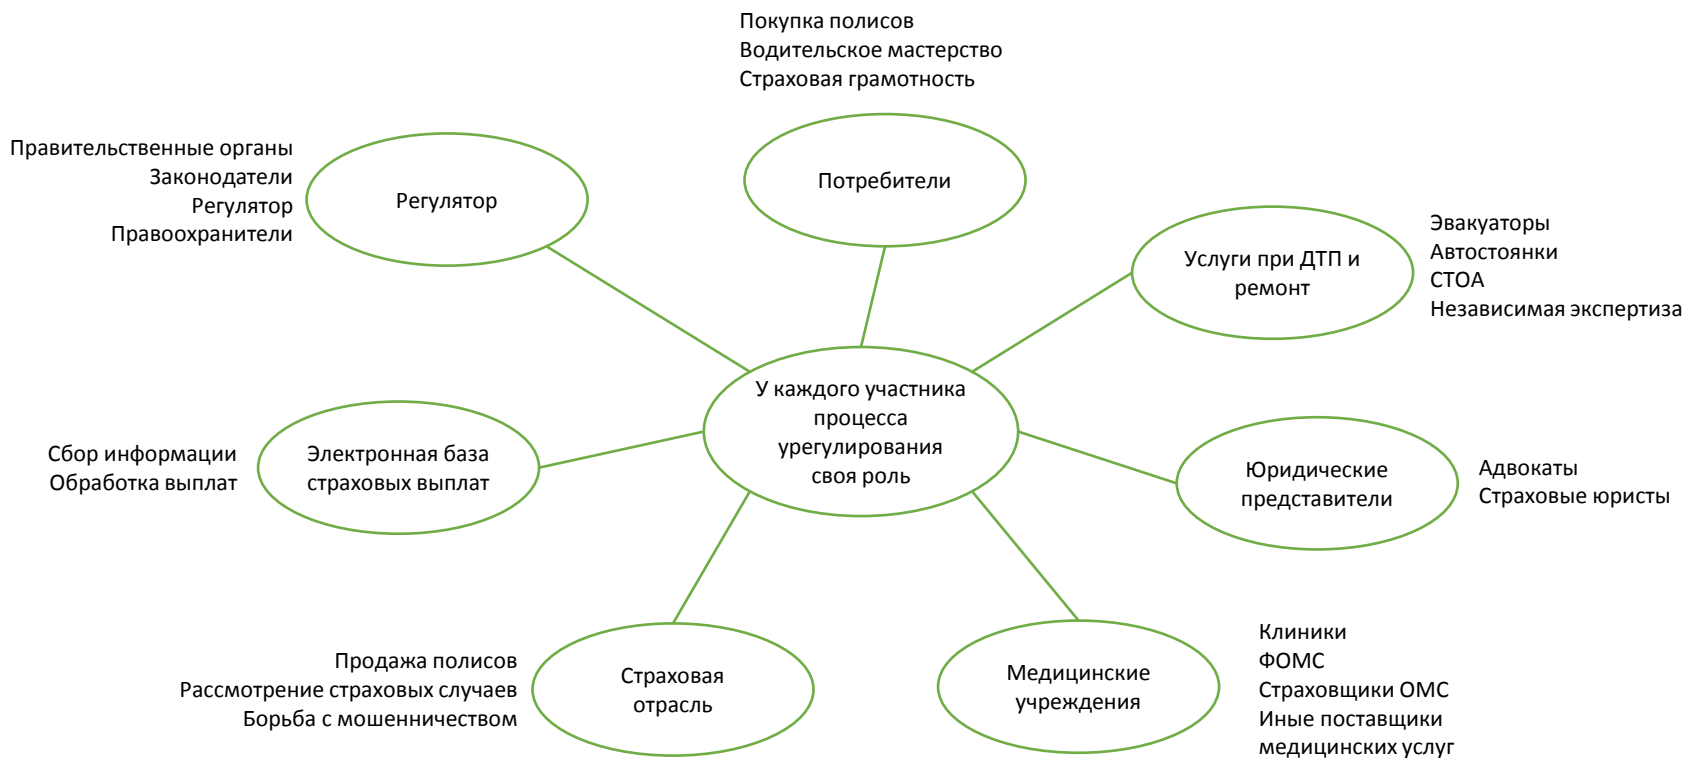 Покупка полисов
Водительское мастерство
Страховая грамотность
Потребители
Правительственные органы
Законодатели
Регулятор
Правоохранители
Регулятор
Услуги при ДТП и
ремонт
Эвакуаторы
Автостоянки
СТОА
Независимая экспертиза
У каждого участника
процесса
урегулирования
своя роль
Сбор информации
Обработка выплат
Электронная база
страховых выплат
Юридические
представители
Адвокаты
Страховые юристы
Продажа полисов
Рассмотрение страховых случаев
Борьба с мошенничеством
Страховая
отрасль
Медицинские
учреждения
Клиники
ФОМС
Страховщики ОМС
Иные поставщики
медицинских услуг